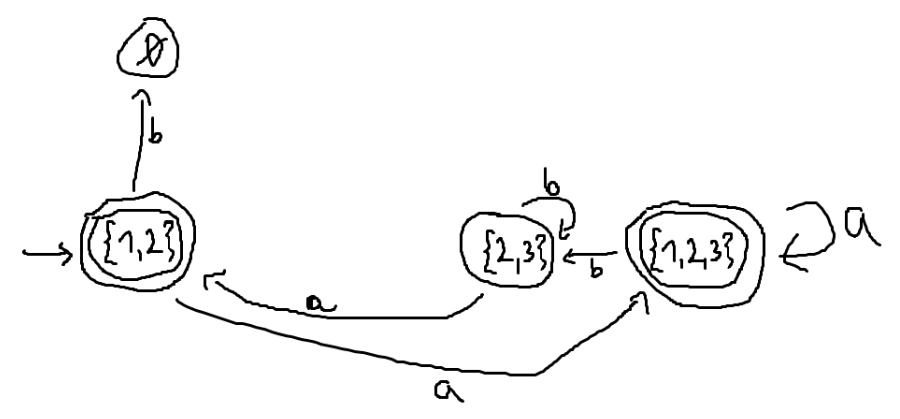 ∅
b
b
{1,2}
{2,3}
b
{1,2,3}
a
a
a